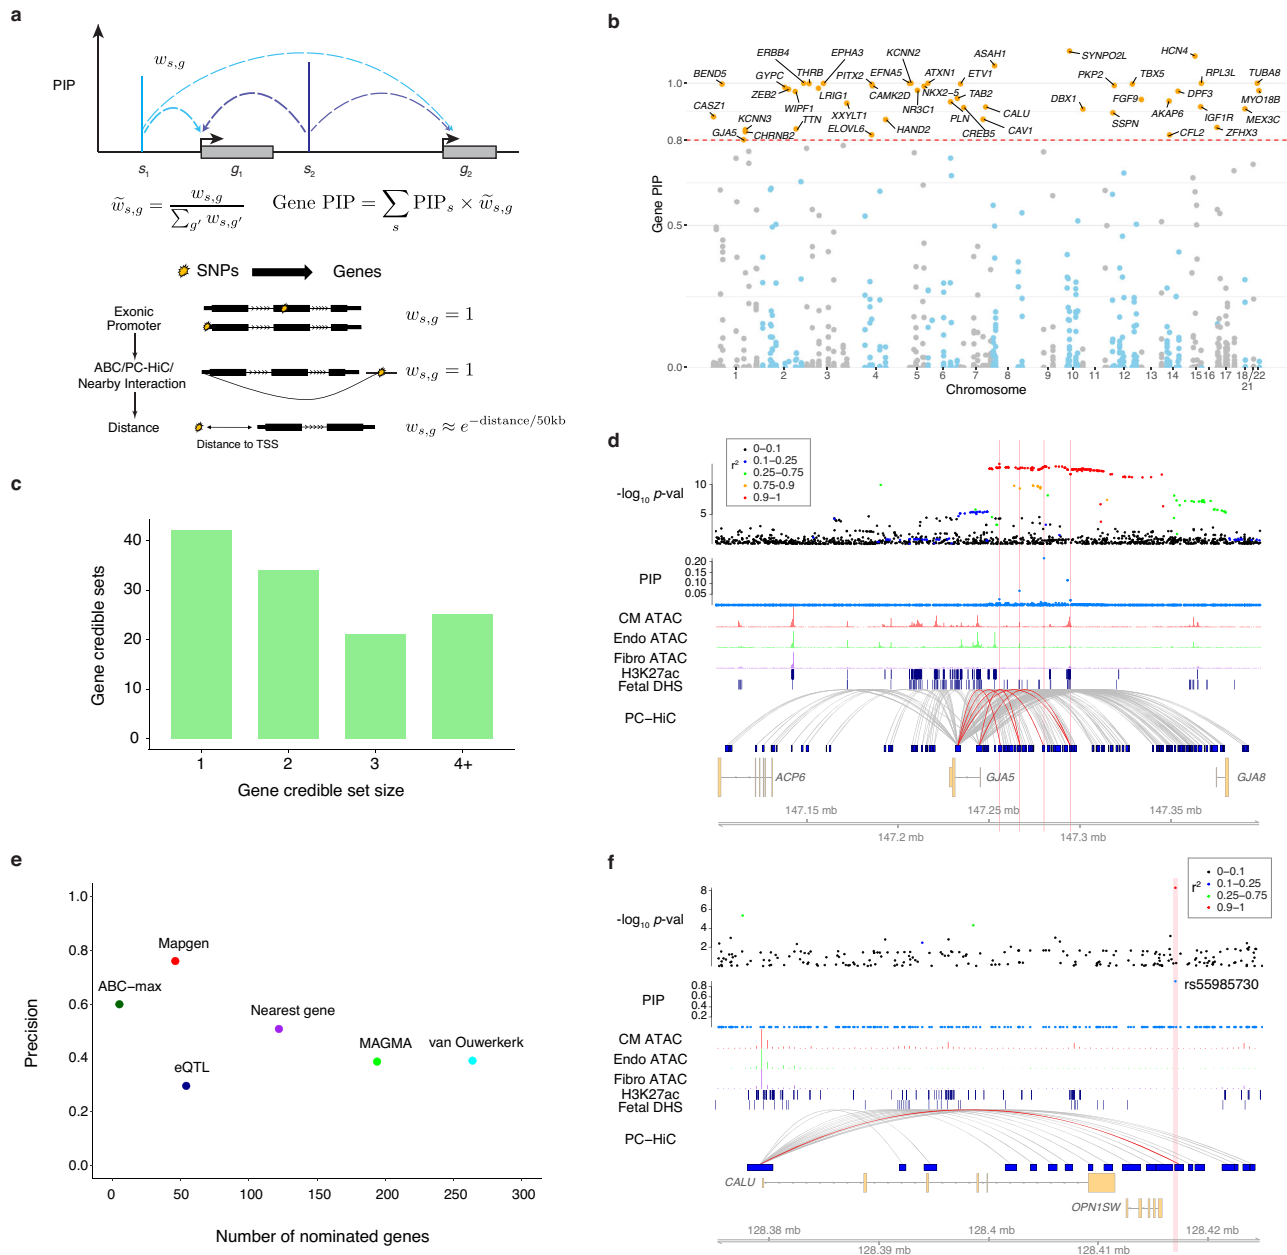 a
PIP
w_{s,g}
s_1
g_1
s_2
g_2
\widetilde{w}_{s,g} = \frac{w_{s,g}}{\sum_{g'} w_{s,g'}}
Gene PIP = \sum_s PIP_s × \widetilde{w}_{s,g}
SNPs
Genes
Exonic
Promoter
w_{s,g} = 1
ABC/PC-HiC/
Nearby Interaction
w_{s,g} = 1
Distance
Distance to TSS
w_{s,g} ≈ e^{−distance/50kb}
b
Gene PIP
1.0
0.8
0.5
0.0
BEND5
CASZ1
GJA5
KCNN3
CHRNB2
ERBB4
GYPC
ZEB2
WIPF1
TTN
THRB
EPHA3
LRIG1
XXYLT1
PITX2
CAMK2D
ELOVL6
HAND2
EFNA5
KCNN2
NR3C1
NKX2-5
ATXN1
PLN
TAB2
ETV1
CREB5
CAV1
CALU
ASAH1
SYNPO2L
DBX1
PKP2
SSPN
TBX5
FGF9
AKAP6
CFL2
DPF3
HCN4
IGF1R
RPL3L
ZFHX3
TUBA8
MYO18B
MEX3C
1
2
3
4
5
6
7
8
9
10
11
12
13
14
15
16
17
18
21
/22
Chromosome
c
Gene credible sets
40
30
20
10
0
1
2
3
4+
Gene credible set size
d
r²
0−0.1
0.1−0.25
0.25−0.75
0.75−0.9
0.9−1
-log₁₀ p-val
10
5
PIP
0.20
0.15
0.10
0.05
CM ATAC
Endo ATAC
Fibro ATAC
H3K27ac
Fetal DHS
PC-HiC
ACP6
GJA5
GJA8
147.15 mb
147.25 mb
147.35 mb
147.2 mb
147.3 mb
e
Precision
1.0
0.8
0.6
0.4
0.2
0.0
Mapgen
ABC−max
Nearest gene
eQTL
MAGMA
van Ouwerkerk
0
50
100
150
200
250
300
Number of nominated genes
f
r²
0−0.1
0.1−0.25
0.25−0.75
0.9−1
-log₁₀ p-val
8
6
4
2
PIP
0.8
0.6
0.4
0.2
rs55985730
CM ATAC
Endo ATAC
Fibro ATAC
H3K27ac
Fetal DHS
PC−HiC
CALU
OPN1SW
128.38 mb
128.4 mb
128.42 mb
128.39 mb
128.41 mb